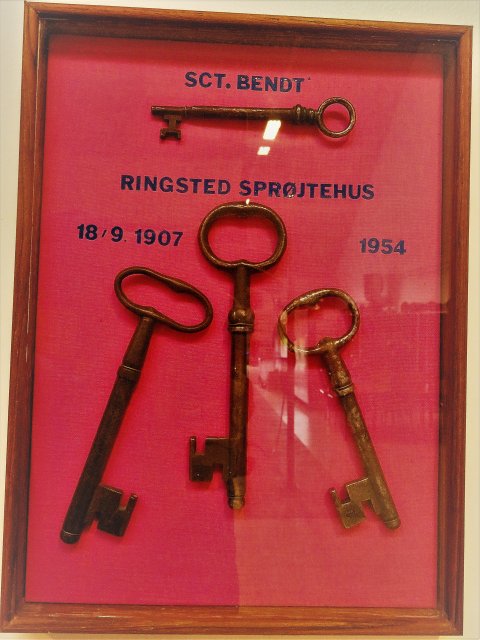 SCT. BENDT
RINGSTED SPRØJTEHUS
18/9. 1907
1954